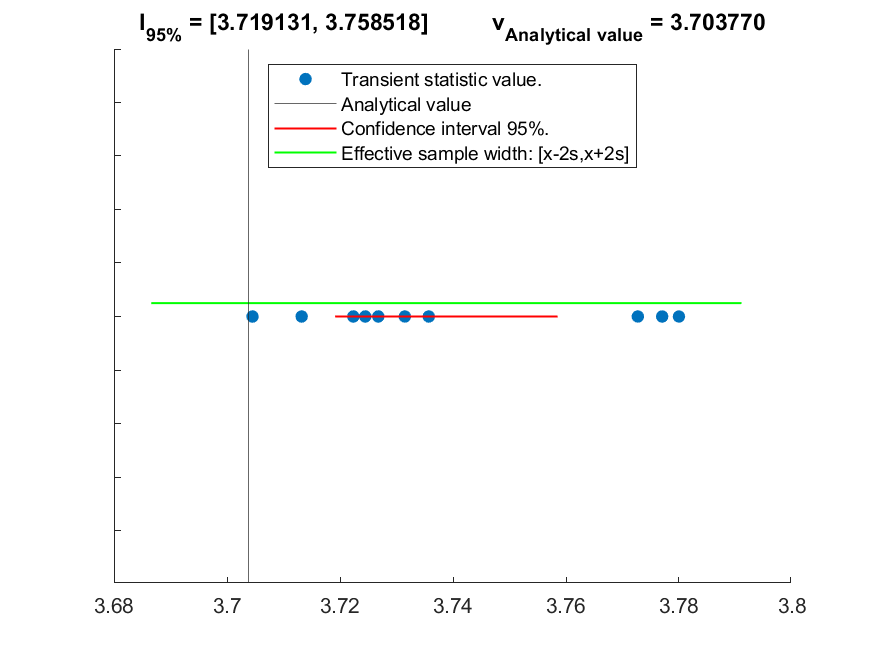 I95% = [3.719131, 3.758518] vAnalytical value = 3.703770
Transient statistic value.
Analytical value
Confidence interval 95%.
Effective sample width: [x-2s,x+2s]
3.68 3.7 3.72 3.74 3.76 3.78 3.8